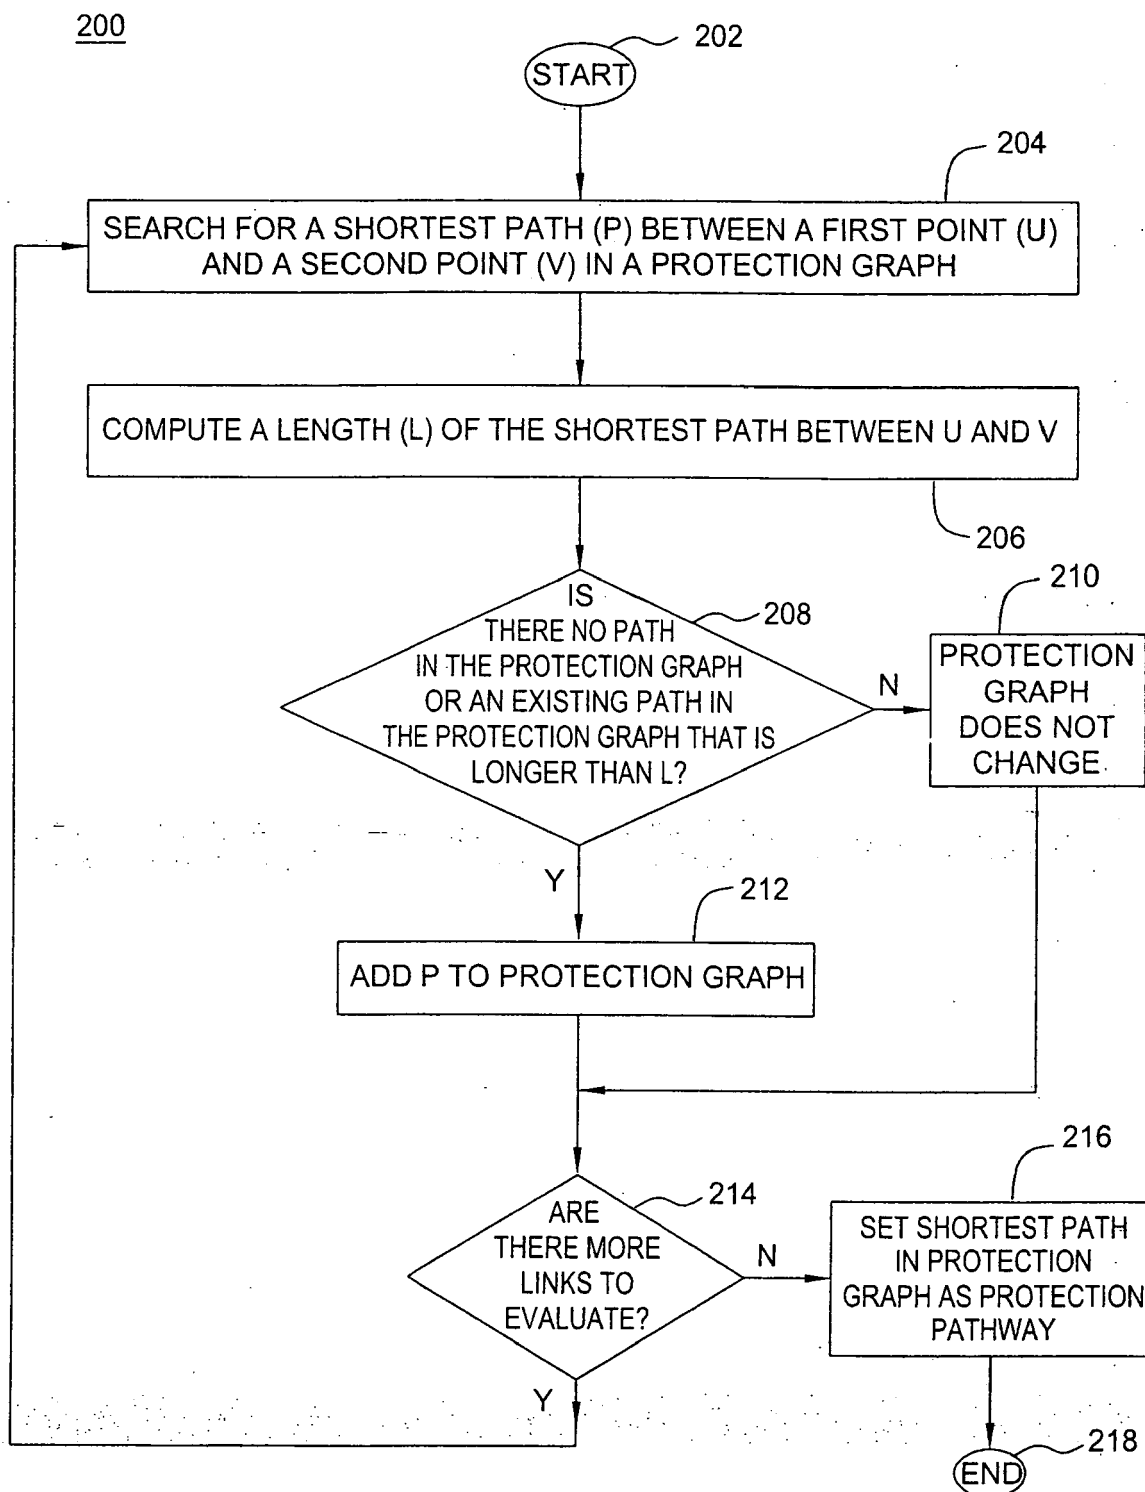 200
202
START
204
SEARCH FOR A SHORTEST PATH (P) BETWEEN A FIRST POINT (U)
AND A SECOND POINT (V) IN A PROTECTION GRAPH
COMPUTE A LENGTH (L) OF THE SHORTEST PATH BETWEEN U AND V
206
IS
THERE NO PATH
IN THE PROTECTION GRAPH
OR AN EXISTING PATH IN
THE PROTECTION GRAPH THAT IS
LONGER THAN L?
208
N
210
PROTECTION
GRAPH
DOES NOT
CHANGE
Y
212
ADD P TO PROTECTION GRAPH
ARE
THERE MORE
LINKS TO
EVALUATE?
214
N
216
SET SHORTEST PATH
IN PROTECTION
GRAPH AS PROTECTION
PATHWAY
Y
218
END